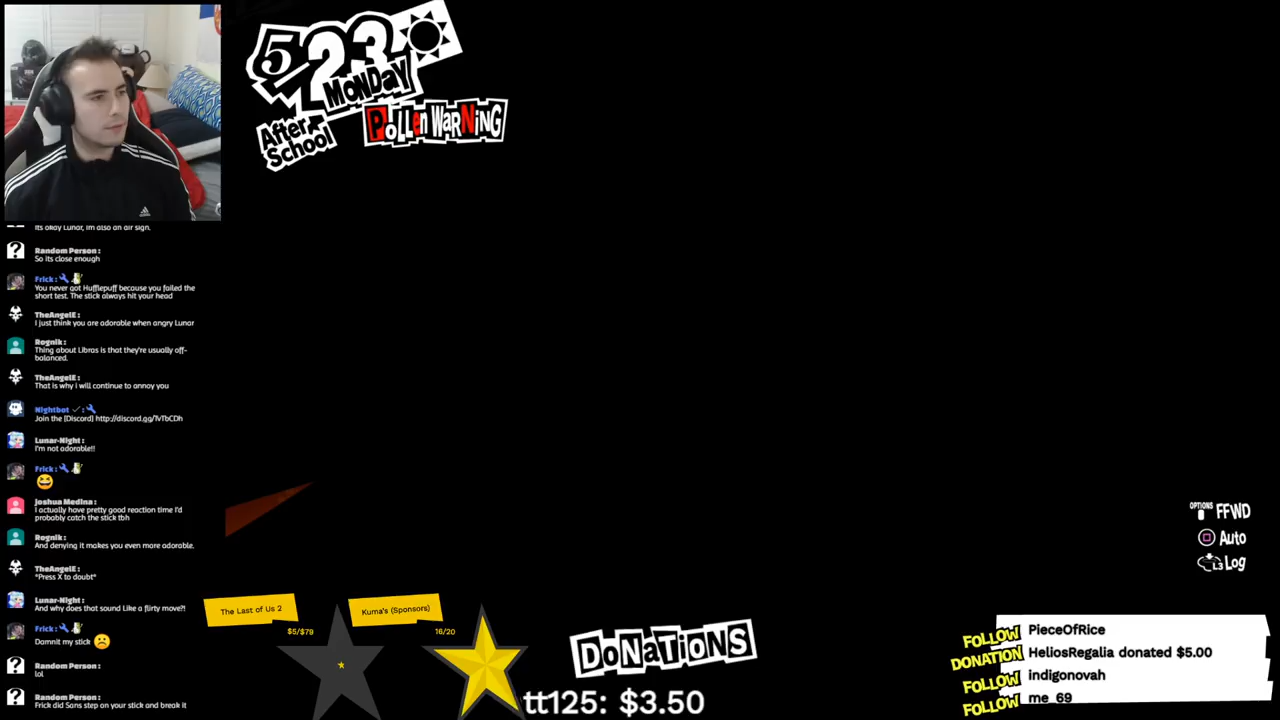 5/23
Monday
After School
Pollen Warning
Its okay Lunar, im also an air sign.
Random Person :
So its close enough
Frick :
You never got Hufflepuff because you failed the
short test. The stick always hit your head
TheAngelE :
I just think you are adorable when angry Lunar
Rognik :
Thing about Libras is that they're usually off-
balanced.
TheAngelE :
That is why i will continue to annoy you
Nightbot ✓ :
Join the [Discord] http://discord.gg/1VTbCDh
Lunar-Night :
I'm not adorable!!
Frick :
😆
joshua Medina :
I actually have pretty good reaction time I'd
probably catch the stick tbh
Rognik :
And denying it makes you even more adorable.
TheAngelE :
*Press X to doubt*
Lunar-Night :
And why does that sound Like a flirty move?!
Frick :
Damnit my stick ☹️
Random Person :
lol
Random Person :
Frick did Sans step on your stick and break it
OPTIONS FFWD
Auto
L3 Log
The Last of Us 2
$5/$79
Kuma's (Sponsors)
16/20
Donations
tt125: $3.50
FOLLOW PieceOfRice
DONATION HeliosRegalia donated $5.00
FOLLOW indigonovah
FOLLOW me_69